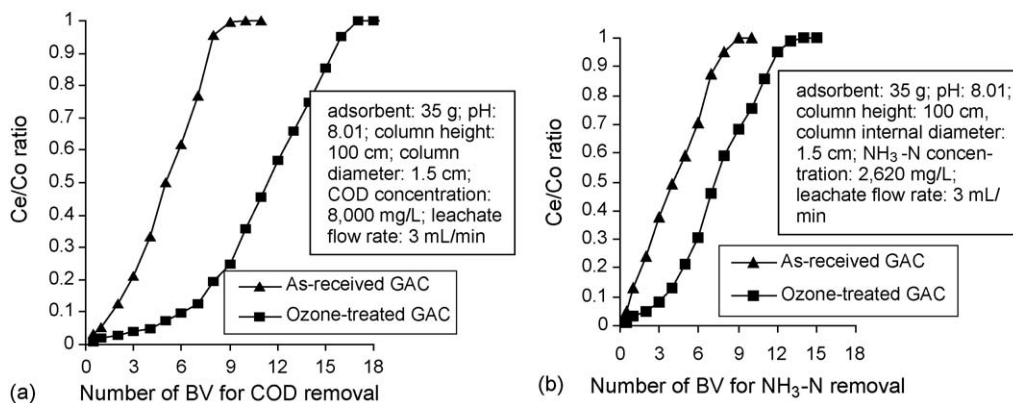 1
0.9
0.8
0.7
0.6
0.5
0.4
0.3
0.2
0.1
0
Ce/Co ratio
adsorbent: 35 g; pH:
8.01; column height:
100 cm; column
diameter: 1.5 cm;
COD concentration:
8,000 mg/L; leachate
flow rate: 3 mL/min
As-received GAC
Ozone-treated GAC
0 3 6 9 12 15 18
(a) Number of BV for COD removal
1
0.9
0.8
0.7
0.6
0.5
0.4
0.3
0.2
0.1
0
Ce/Co ratio
adsorbent: 35 g; pH: 8.01;
column height: 100 cm,
column internal diameter:
1.5 cm; NH3-N concen-
tration: 2,620 mg/L;
leachate flow rate: 3 mL/
min
As-received GAC
Ozone-treated GAC
0 3 6 9 12 15 18
(b) Number of BV for NH3-N removal